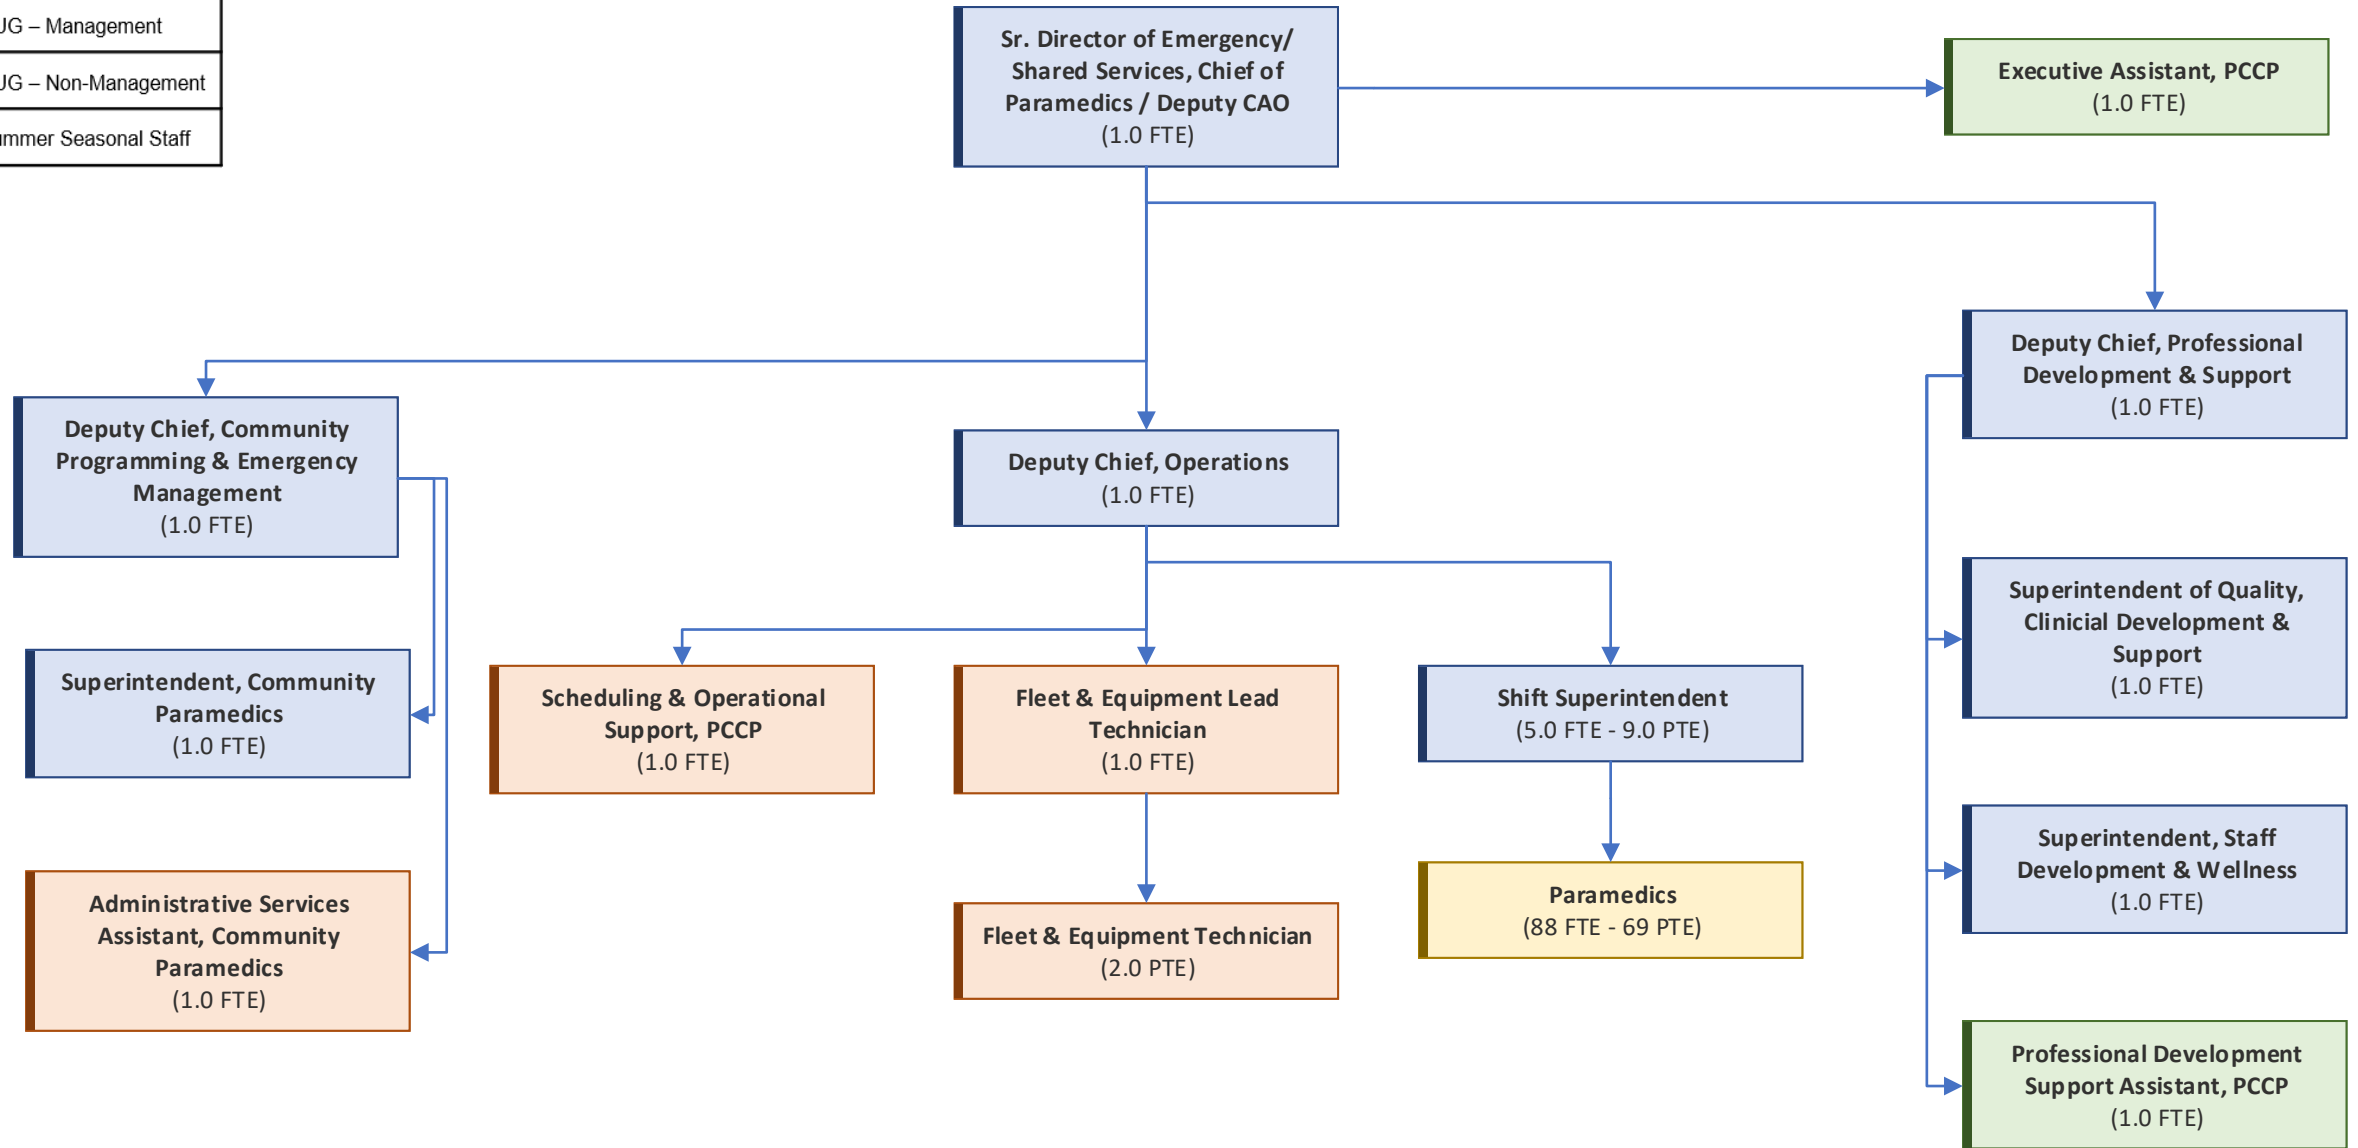 UG – Management
UG – Non-Management
mmer Seasonal Staff
Sr. Director of Emergency/
Shared Services, Chief of
Paramedics / Deputy CAO
(1.0 FTE)
Executive Assistant, PCCP
(1.0 FTE)
Deputy Chief, Professional
Development & Support
(1.0 FTE)
Deputy Chief, Community
Programming & Emergency
Management
(1.0 FTE)
Deputy Chief, Operations
(1.0 FTE)
Superintendent of Quality,
Clinicial Development &
Support
(1.0 FTE)
Superintendent, Community
Paramedics
(1.0 FTE)
Scheduling & Operational
Support, PCCP
(1.0 FTE)
Fleet & Equipment Lead
Technician
(1.0 FTE)
Shift Superintendent
(5.0 FTE - 9.0 PTE)
Superintendent, Staff
Development & Wellness
(1.0 FTE)
Administrative Services
Assistant, Community
Paramedics
(1.0 FTE)
Fleet & Equipment Technician
(2.0 PTE)
Paramedics
(88 FTE - 69 PTE)
Professional Development
Support Assistant, PCCP
(1.0 FTE)